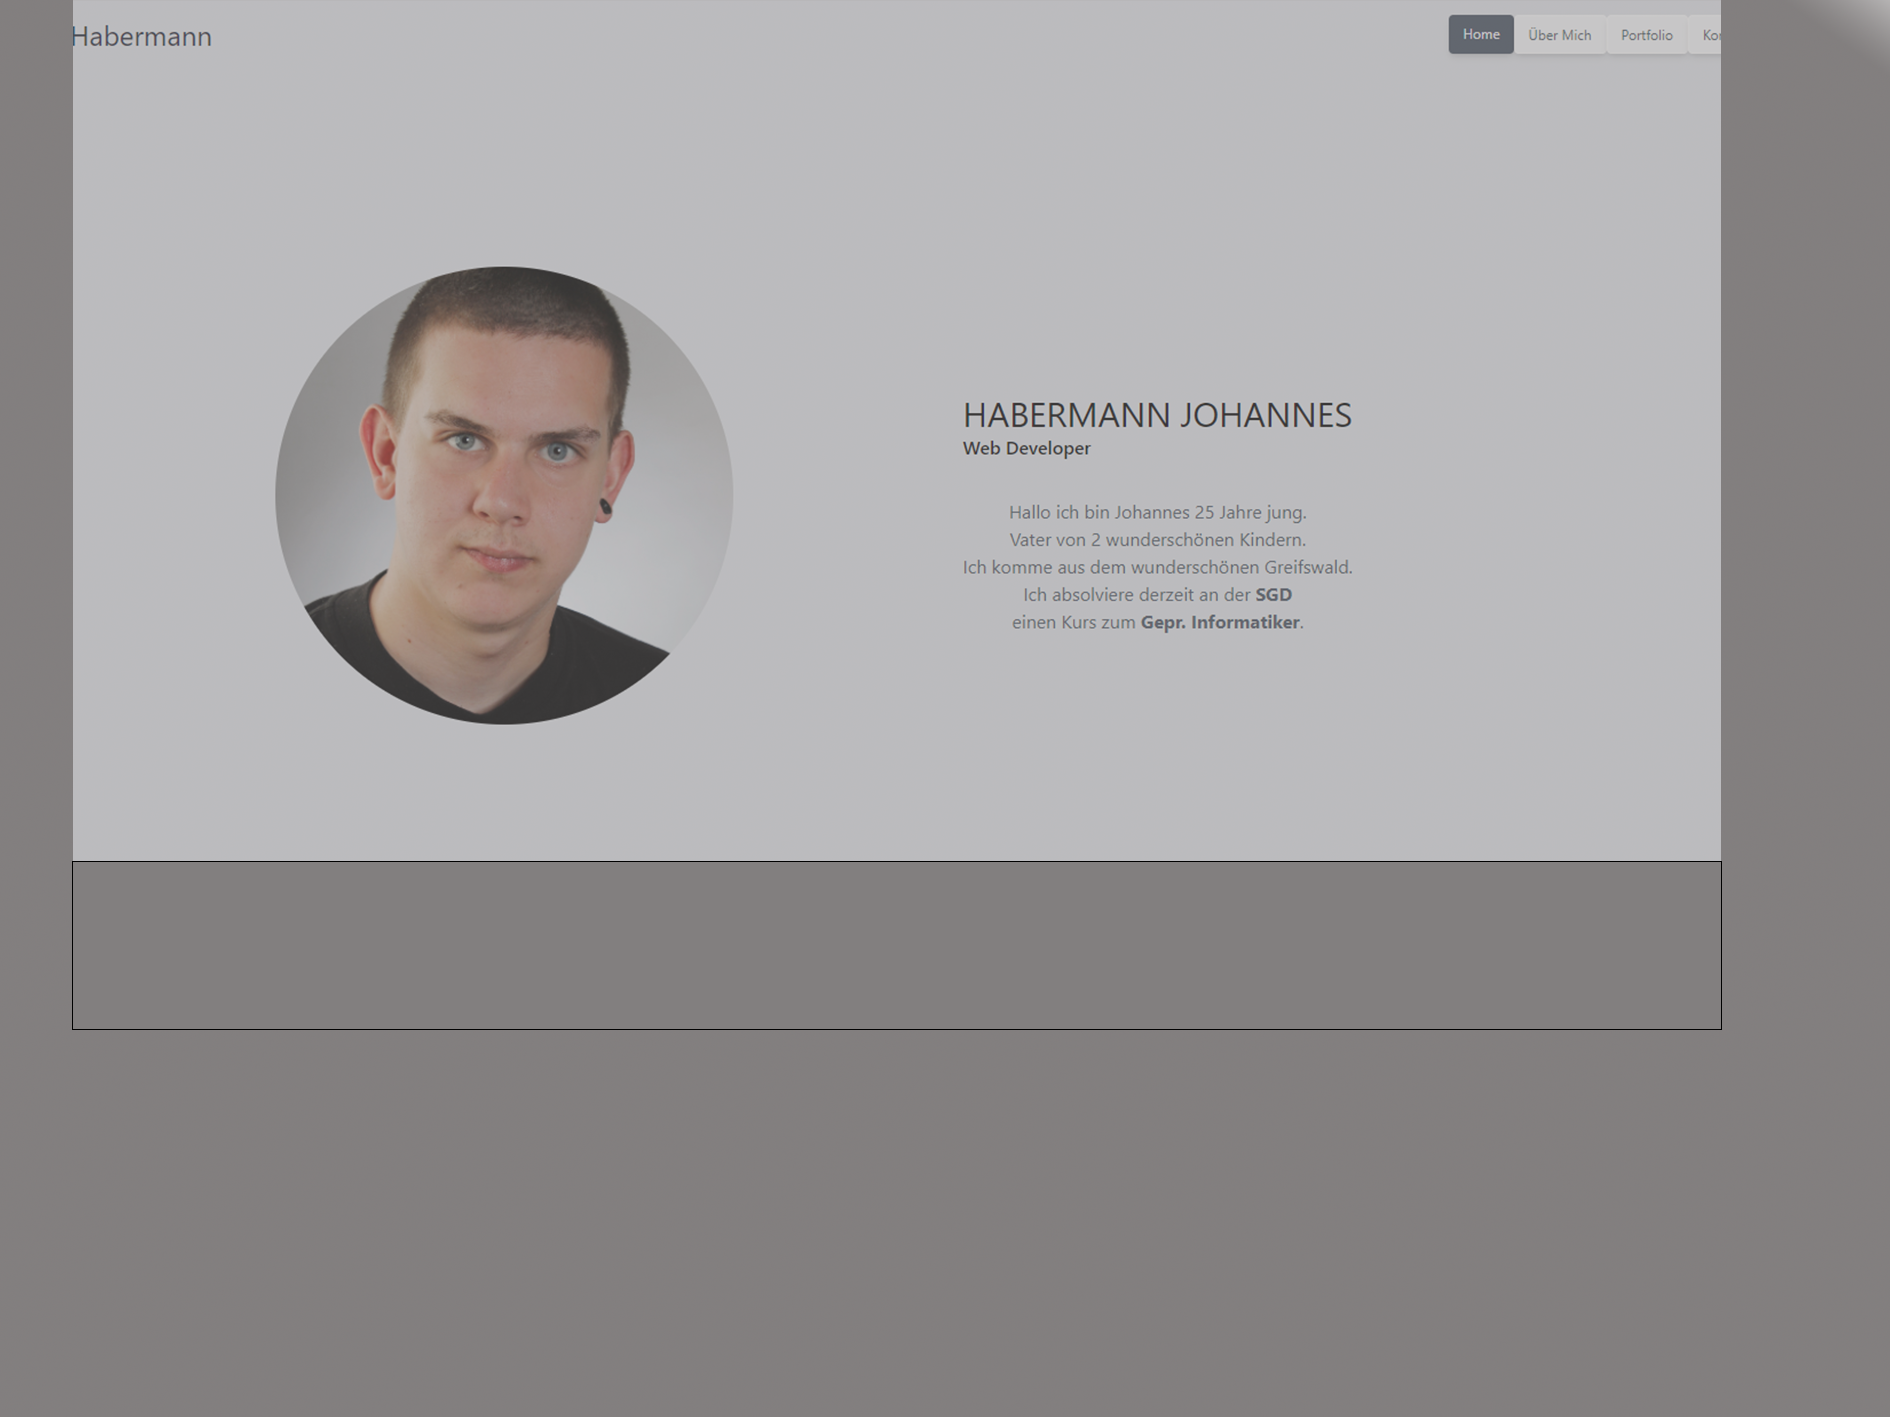 Habermann
Home Über Mich Portfolio
HABERMANN JOHANNES
Web Developer
Hallo ich bin Johannes 25 Jahre jung.
Vater von 2 wunderschönen Kindern.
Ich komme aus dem wunderschönen Greifswald.
Ich absolviere derzeit an der SGD
einen Kurs zum Gepr. Informatiker.